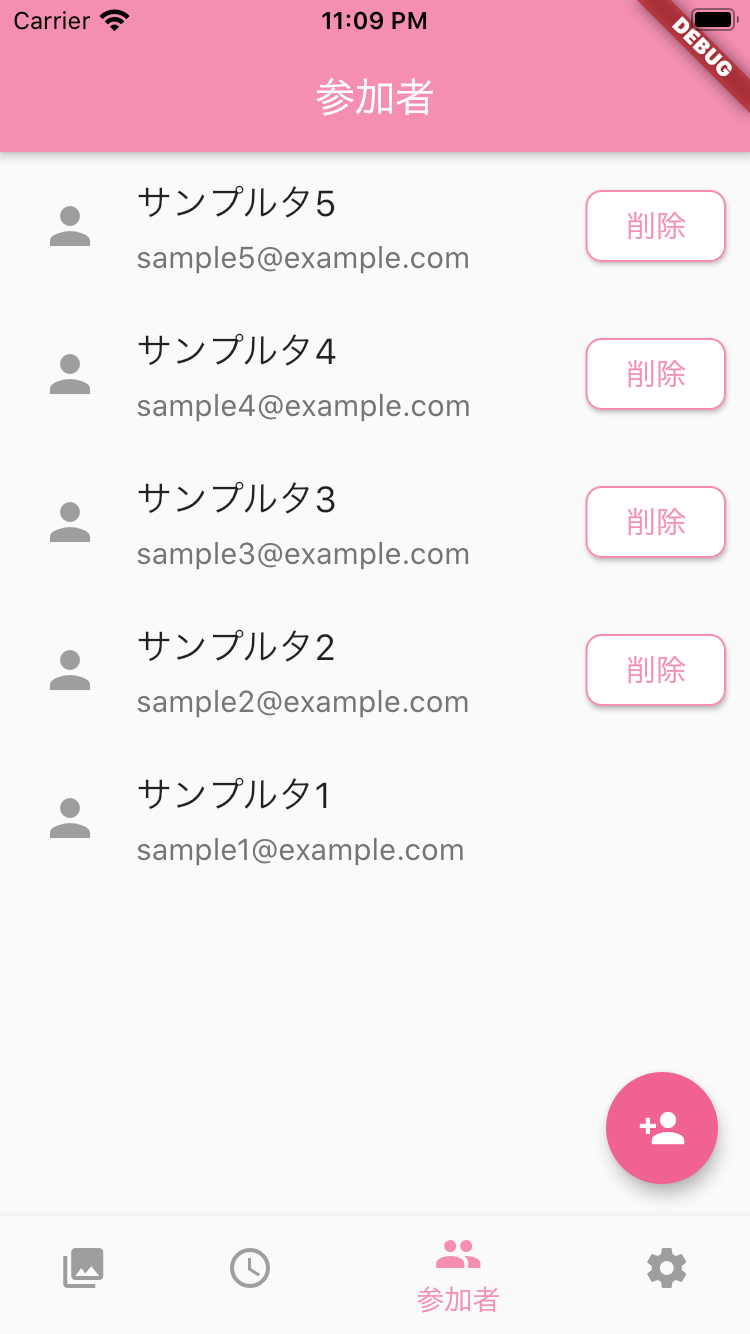 Carrier 11:09 PM
DEBUG
参加者
サンプルタ5
sample5@example.com
削除
サンプルタ4
sample4@example.com
削除
サンプルタ3
sample3@example.com
削除
サンプルタ2
sample2@example.com
削除
サンプルタ1
sample1@example.com
参加者